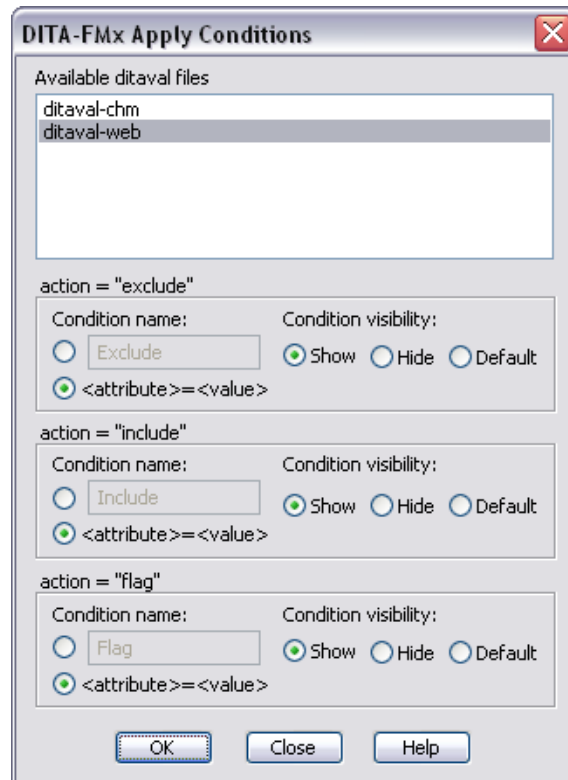 DITA-FMx Apply Conditions
Available ditaval files
ditaval-chm
ditaval-web
action = "exclude"
Condition name: Condition visibility:
Exclude Show Hide Default
<attribute>=<value>
action = "include"
Condition name: Condition visibility:
Include Show Hide Default
<attribute>=<value>
action = "flag"
Condition name: Condition visibility:
Flag Show Hide Default
<attribute>=<value>
OK Close Help